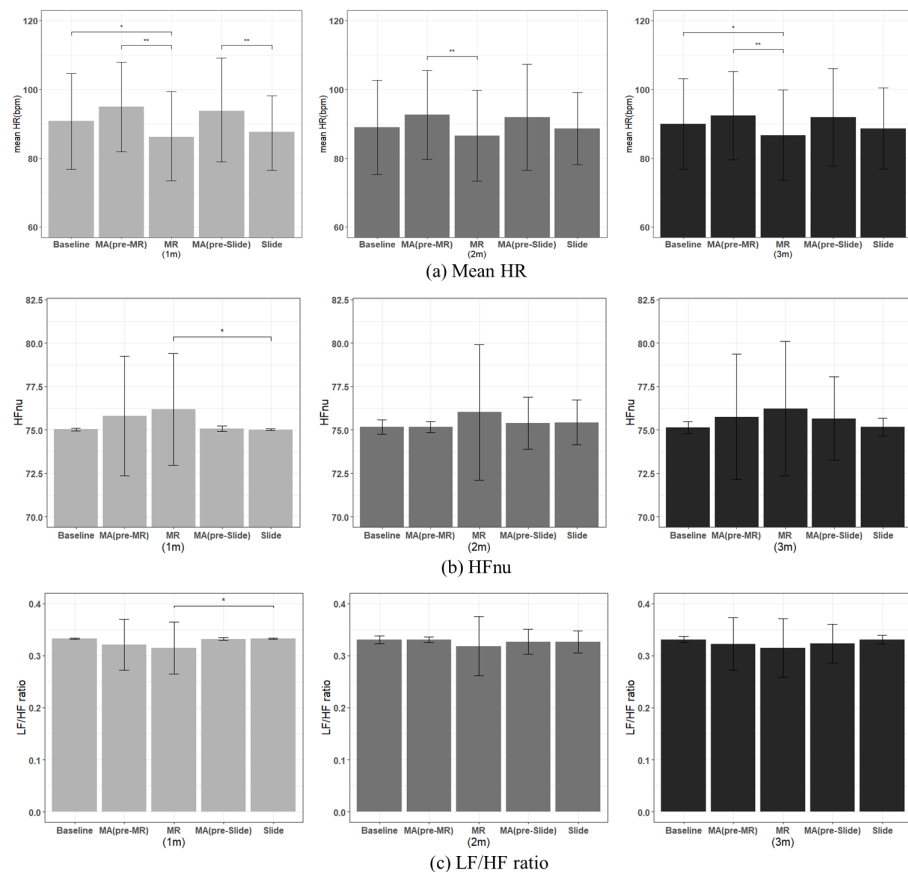 120
100
80
60
mean HR(bpm)
*
**
**
Baseline MA(pre-MR) MR MA(pre-Slide) Slide
(1m)
120
100
80
60
mean HR(bpm)
**
Baseline MA(pre-MR) MR MA(pre-Slide) Slide
(2m)
120
100
80
60
mean HR(bpm)
*
**
Baseline MA(pre-MR) MR MA(pre-Slide) Slide
(3m)
(a) Mean HR
82.5
80.0
77.5
75.0
72.5
70.0
HFnu
*
Baseline MA(pre-MR) MR MA(pre-Slide) Slide
(1m)
82.5
80.0
77.5
75.0
72.5
70.0
HFnu
Baseline MA(pre-MR) MR MA(pre-Slide) Slide
(2m)
82.5
80.0
77.5
75.0
72.5
70.0
HFnu
Baseline MA(pre-MR) MR MA(pre-Slide) Slide
(3m)
(b) HFnu
0.4
0.3
0.2
0.1
0.0
LF/HF ratio
*
Baseline MA(pre-MR) MR MA(pre-Slide) Slide
(1m)
0.4
0.3
0.2
0.1
0.0
LF/HF ratio
Baseline MA(pre-MR) MR MA(pre-Slide) Slide
(2m)
0.4
0.3
0.2
0.1
0.0
LF/HF ratio
Baseline MA(pre-MR) MR MA(pre-Slide) Slide
(3m)
(c) LF/HF ratio